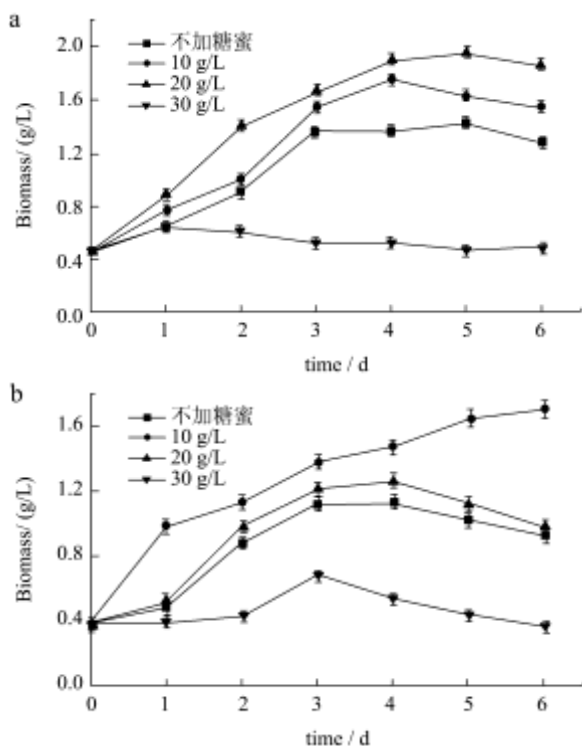 a
2.0
1.6
1.2
0.8
0.4
0.0
Biomass/ (g/L)
不加糖蜜
10 g/L
20 g/L
30 g/L
0 1 2 3 4 5 6
time / d
b
1.6
1.2
0.8
0.4
0.0
Biomass/ (g/L)
不加糖蜜
10 g/L
20 g/L
30 g/L
0 1 2 3 4 5 6
time / d